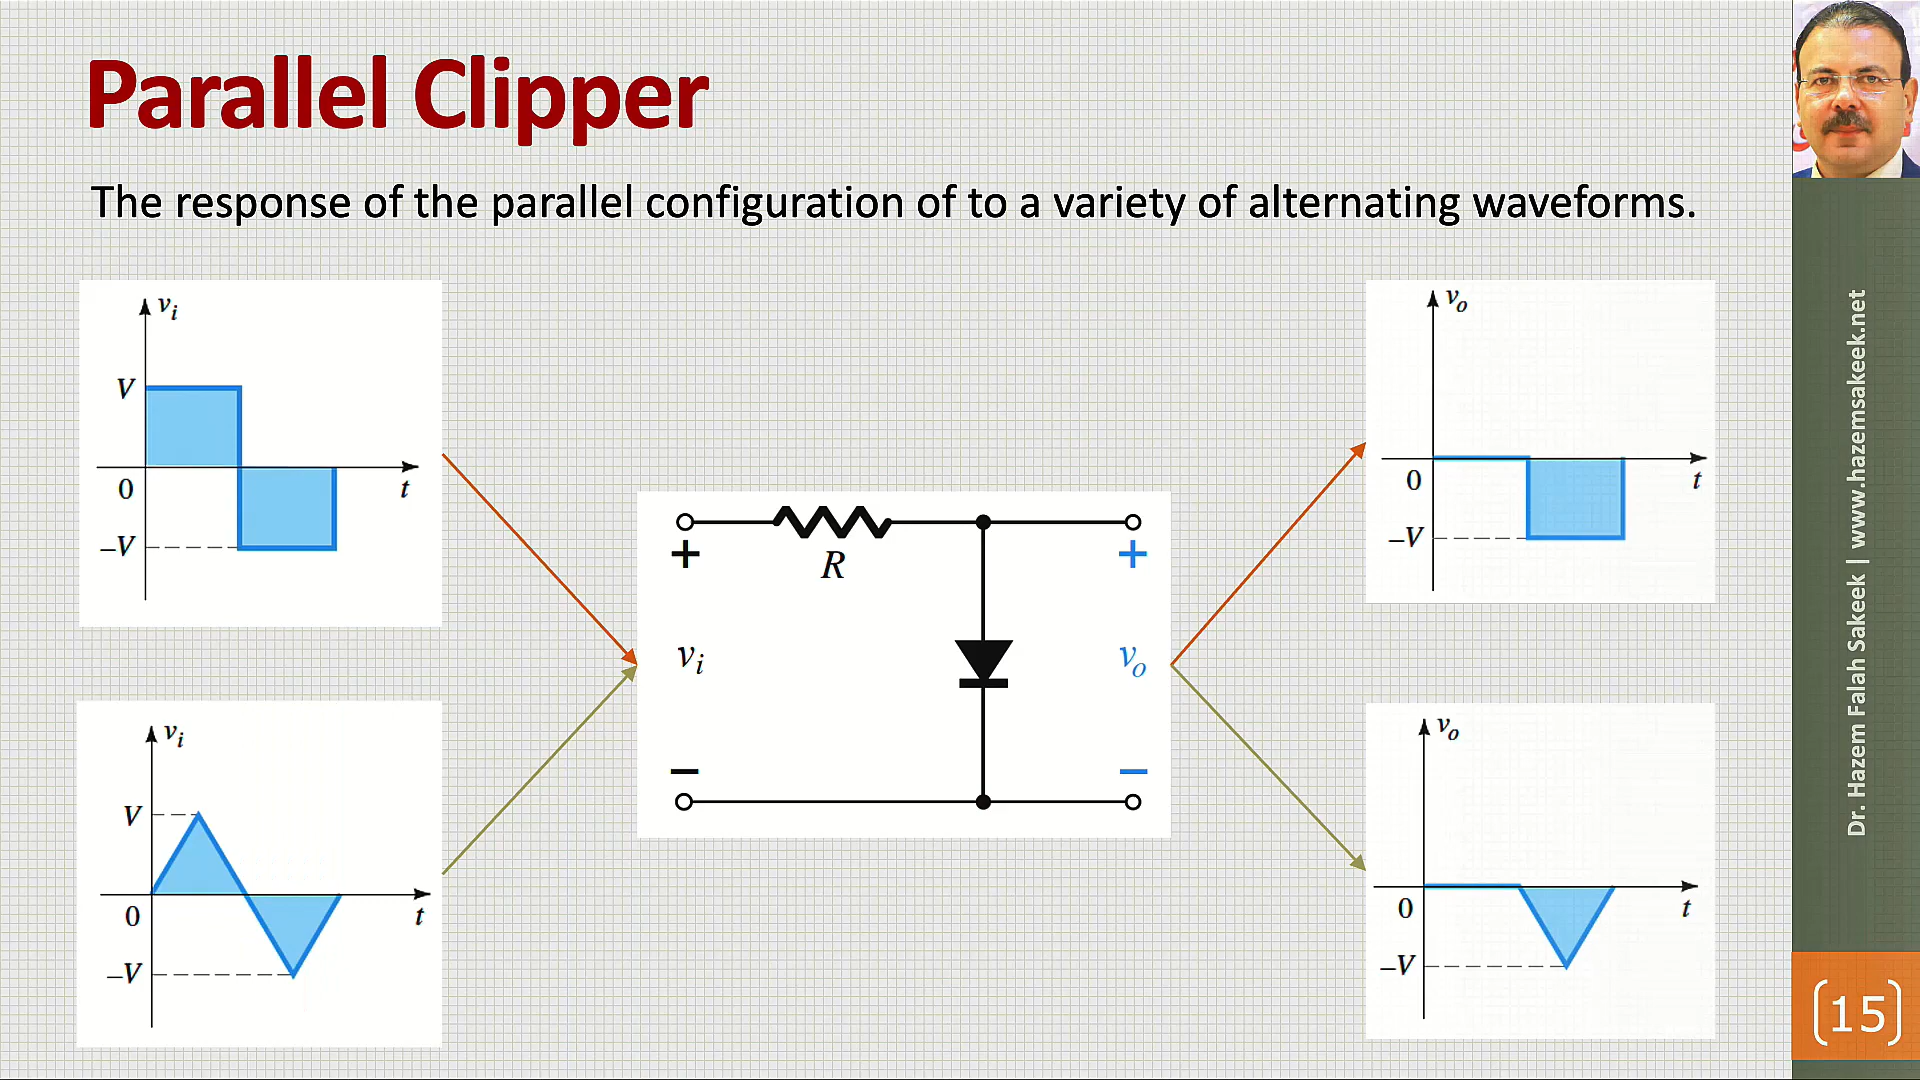 Parallel Clipper
The response of the parallel configuration of to a variety of alternating waveforms.
vi
V
0
t
–V
vi
V
0
t
–V
R
+
+
vi
vo
–
–
vo
0
t
–V
vo
0
t
–V
Dr. Hazem Falah Sakeek | www.hazemsakeek.net
(15)